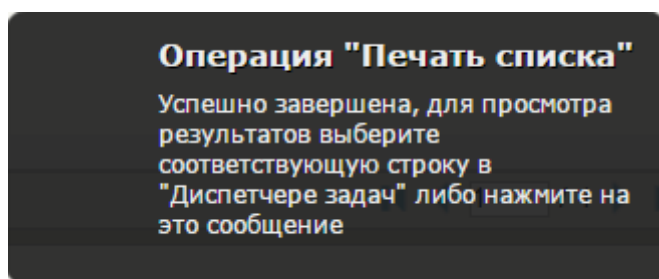 Операция "Печать списка"
Успешно завершена, для просмотра
результатов выберите
соответствующую строку в
"Диспетчере задач" либо нажмите на
это сообщение